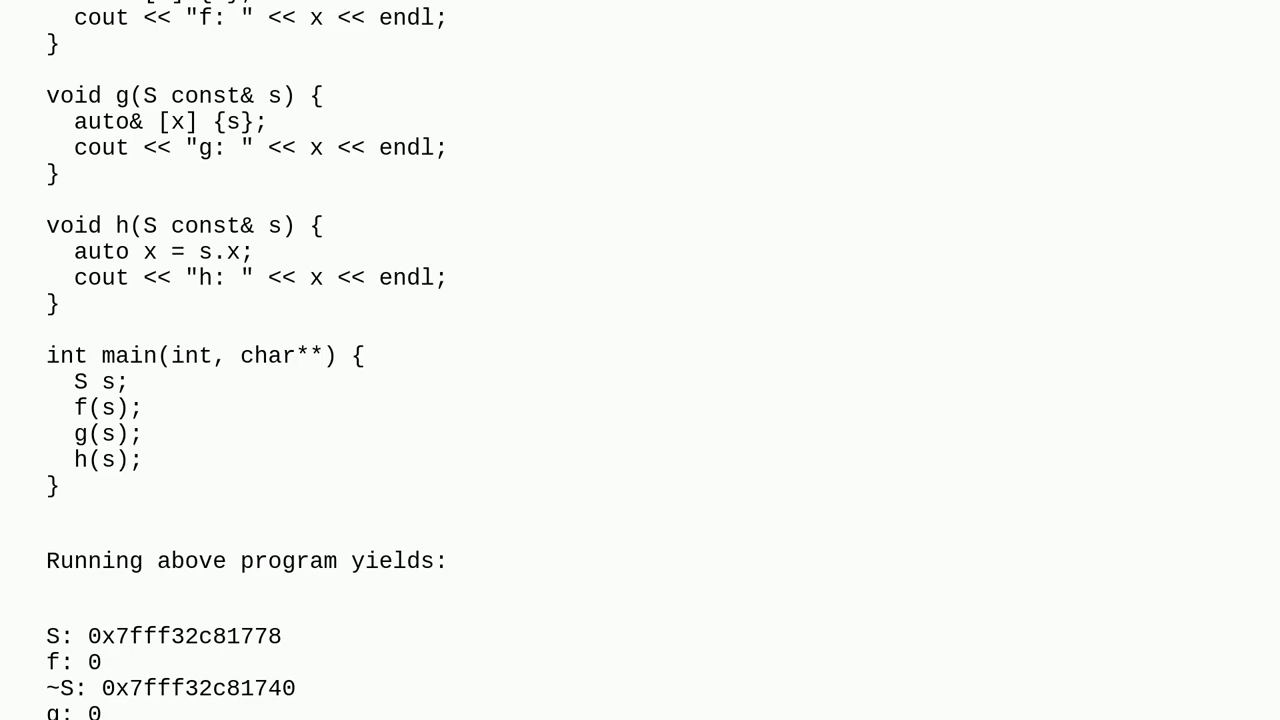 cout << "f: " << x << endl;
}
void g(S const& s) {
auto& [x] {s};
cout << "g: " << x << endl;
}
void h(S const& s) {
auto x = s.x;
cout << "h: " << x << endl;
}
int main(int, char**) {
S s;
f(s);
g(s);
h(s);
}
Running above program yields:
S: 0x7fff32c81778
f: 0
~S: 0x7fff32c81740
g: 0